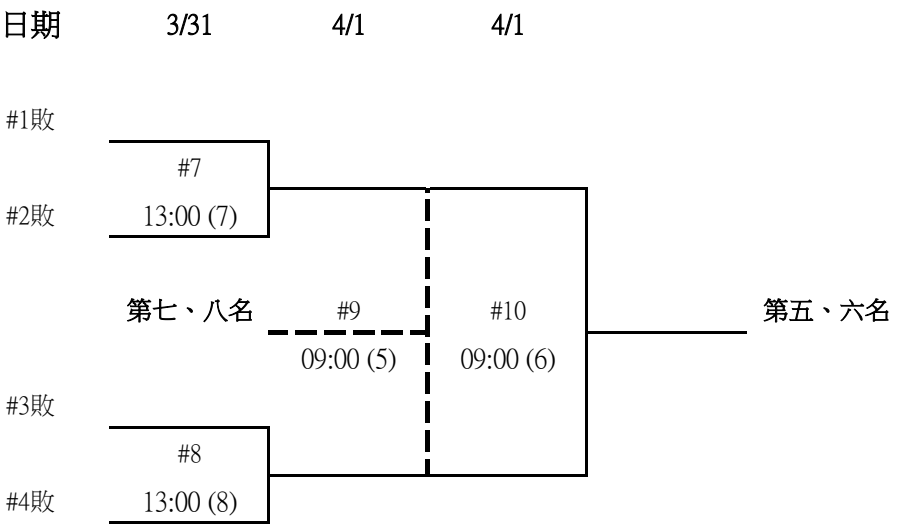 日期 3/31 4/1 4/1
#1敗
#7
#2敗 13:00 (7)
第七、八名 #9 #10 第五、六名
09:00 (5) 09:00 (6)
#3敗
#8
#4敗 13:00 (8)